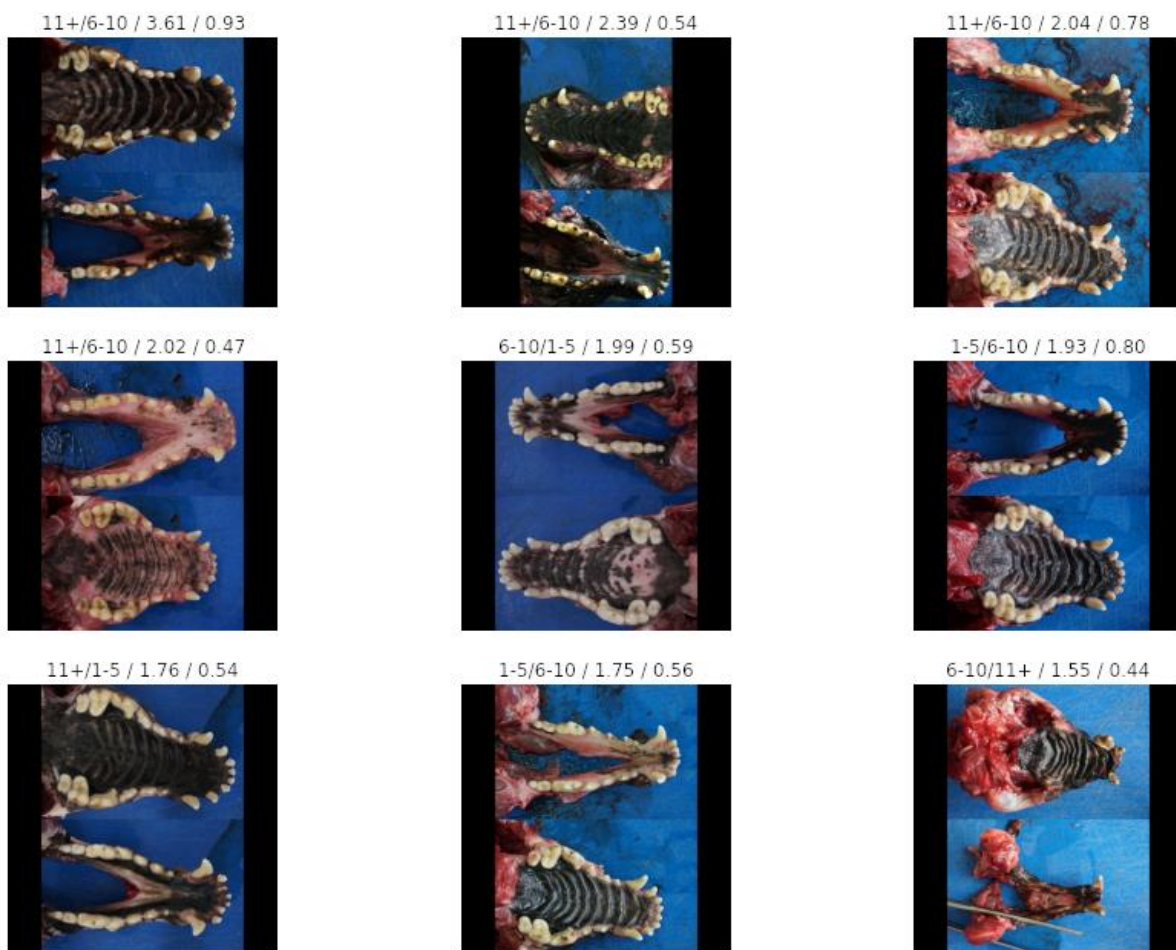 11+/6-10 / 3.61 / 0.93
11+/6-10 / 2.39 / 0.54
11+/6-10 / 2.04 / 0.78
11+/6-10 / 2.02 / 0.47
6-10/1-5 / 1.99 / 0.59
1-5/6-10 / 1.93 / 0.80
11+/1-5 / 1.76 / 0.54
1-5/6-10 / 1.75 / 0.56
6-10/11+ / 1.55 / 0.44